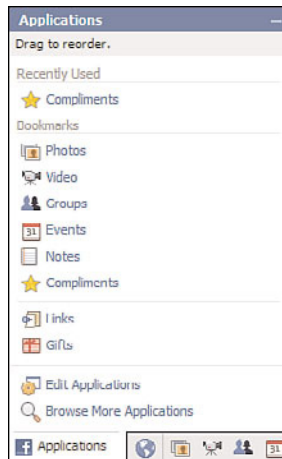 Applications
Drag to reorder.
Recently Used
Compliments
Bookmarks
Photos
Video
Groups
31 Events
Notes
Compliments
Links
Gifts
Edit Applications
Browse More Applications
f Applications 31